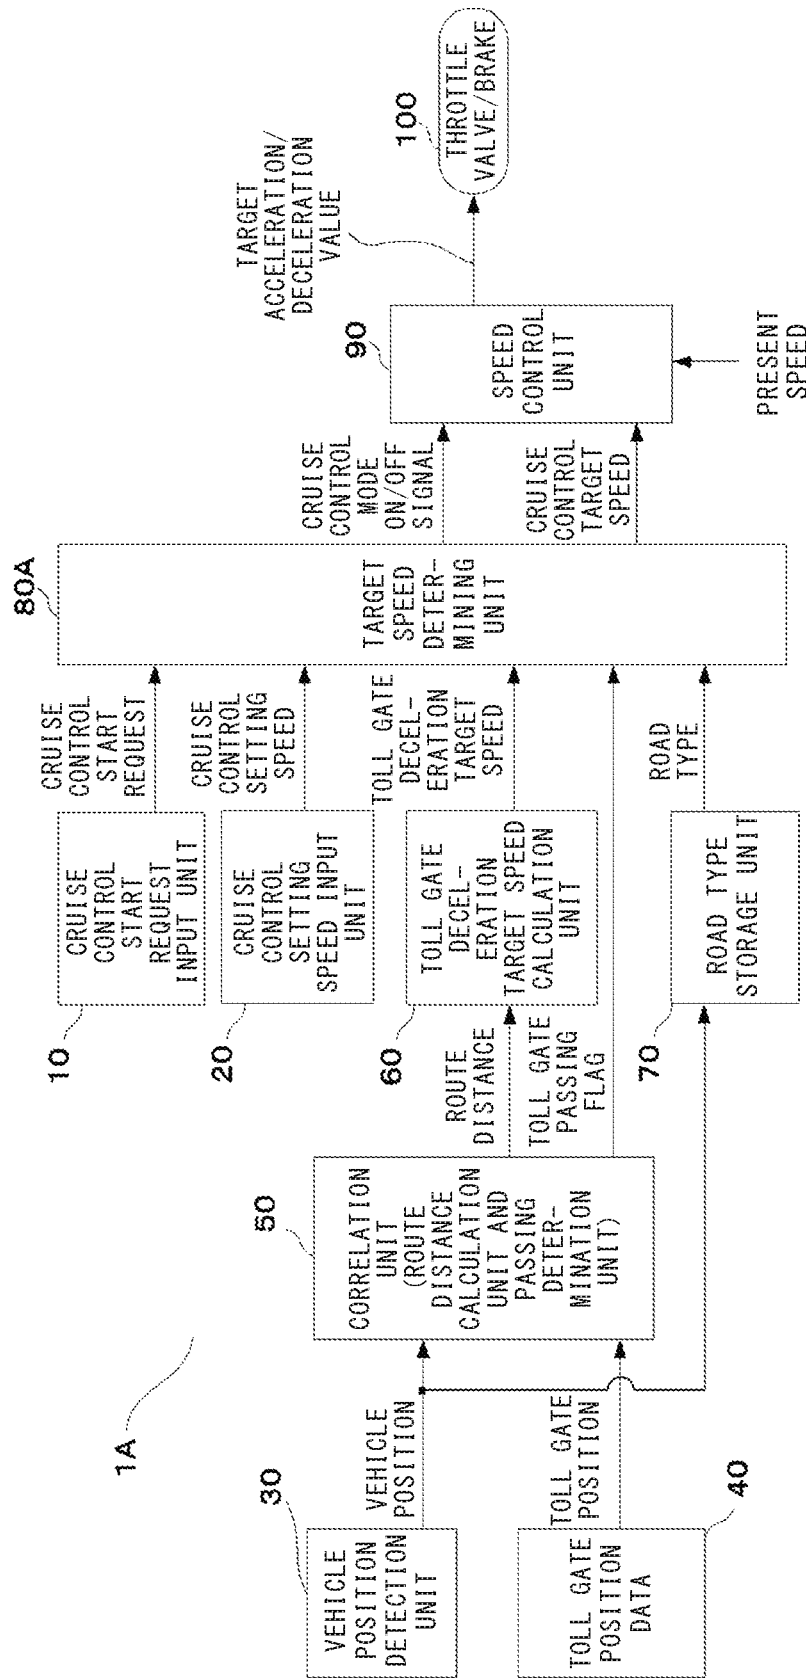 1A
30
VEHICLE
POSITION
DETECTION
UNIT
VEHICLE
POSITION
40
TOLL GATE
POSITION
DATA
TOLL GATE
POSITION
50
CORRELATION
UNIT
(ROUTE
DISTANCE
CALCULATION
UNIT AND
PASSING
DETER-
MINATION
UNIT)
ROUTE
DISTANCE
TOLL GATE
PASSING
FLAG
10
CRUISE
CONTROL
START
REQUEST
INPUT UNIT
CRUISE
CONTROL
START
REQUEST
20
CRUISE
CONTROL
SETTING
SPEED INPUT
UNIT
CRUISE
CONTROL
SETTING
SPEED
60
TOLL GATE
DECEL-
ERATION
TARGET SPEED
CALCULATION
UNIT
TOLL GATE
DECEL-
ERATION
TARGET
SPEED
70
ROAD TYPE
STORAGE UNIT
ROAD
TYPE
80A
TARGET
SPEED
DETER-
MINING
UNIT
CRUISE
CONTROL
MODE
ON/OFF
SIGNAL
CRUISE
CONTROL
TARGET
SPEED
90
SPEED
CONTROL
UNIT
PRESENT
SPEED
TARGET
ACCELERATION/
DECELERATION
VALUE
100
THROTTLE
VALVE/BRAKE